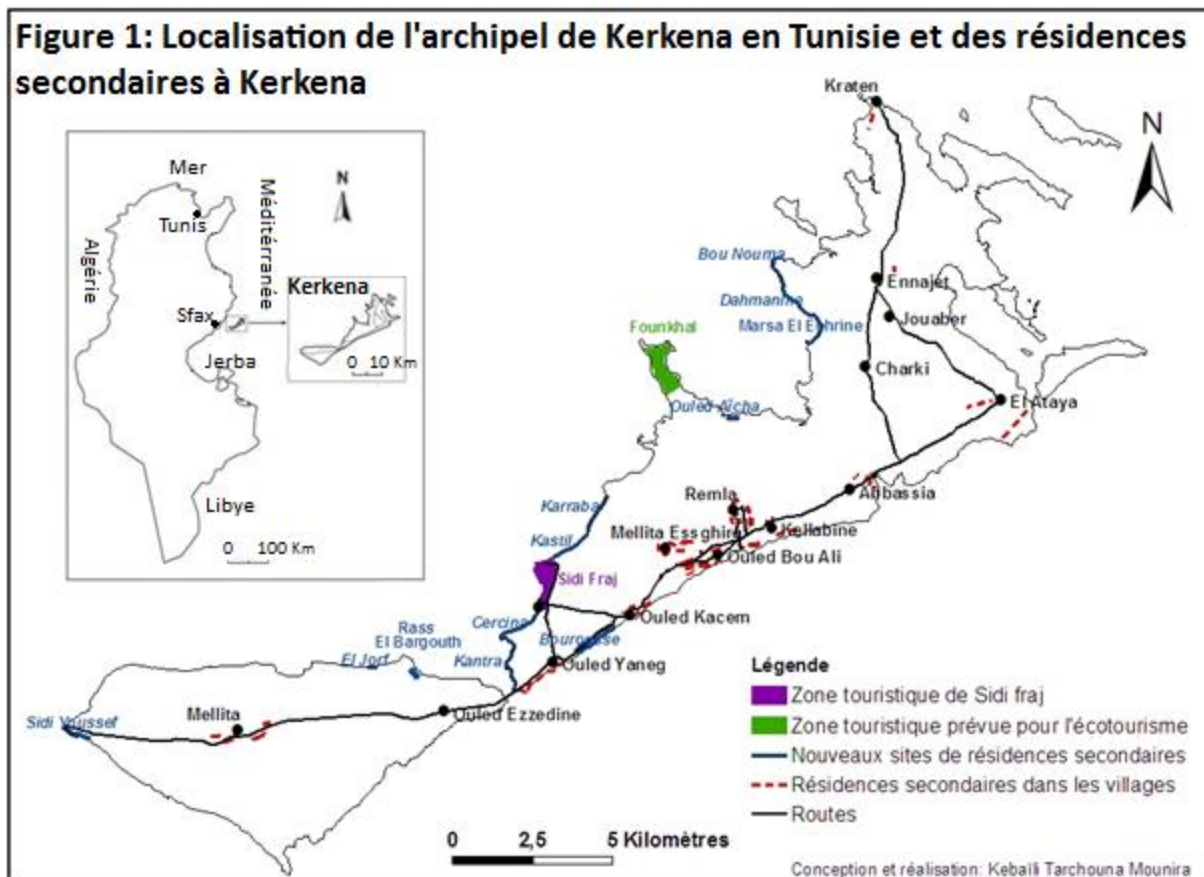 Figure 1: Localisation de l'archipel de Kerkena en Tunisie et des résidences
secondaires à Kerkena
Kraten
N
Mer
Méditérranée
N
Tunis
Algérie
Kerkena
Sfax
0 10 Km
Jerba
Libye
0 100 Km
Bou Nouma
Ennajet
Dahmanina
Jouaber
Marsa El Eghrine
Founkhal
Charki
El Ataya
Ouled Aïcha
Karraba
Remla
Abbassia
Mellita Essghira
Kellabine
Kastil
Ouled Bou Ali
Sidi Fraj
Cercina
Ouled Kacem
Rass
El Bargouth
El Jorf
Kantra
Ouled Yaneg
Sidi Youssef
Mellita
Ouled Ezzedine
Légende
Zone touristique de Sidi fraj
Zone touristique prévue pour l'écotourisme
Nouveaux sites de résidences secondaires
Résidences secondaires dans les villages
Routes
0 2,5 5 Kilomètres
Conception et réalisation: Kebaïli Tarchouna Mounira